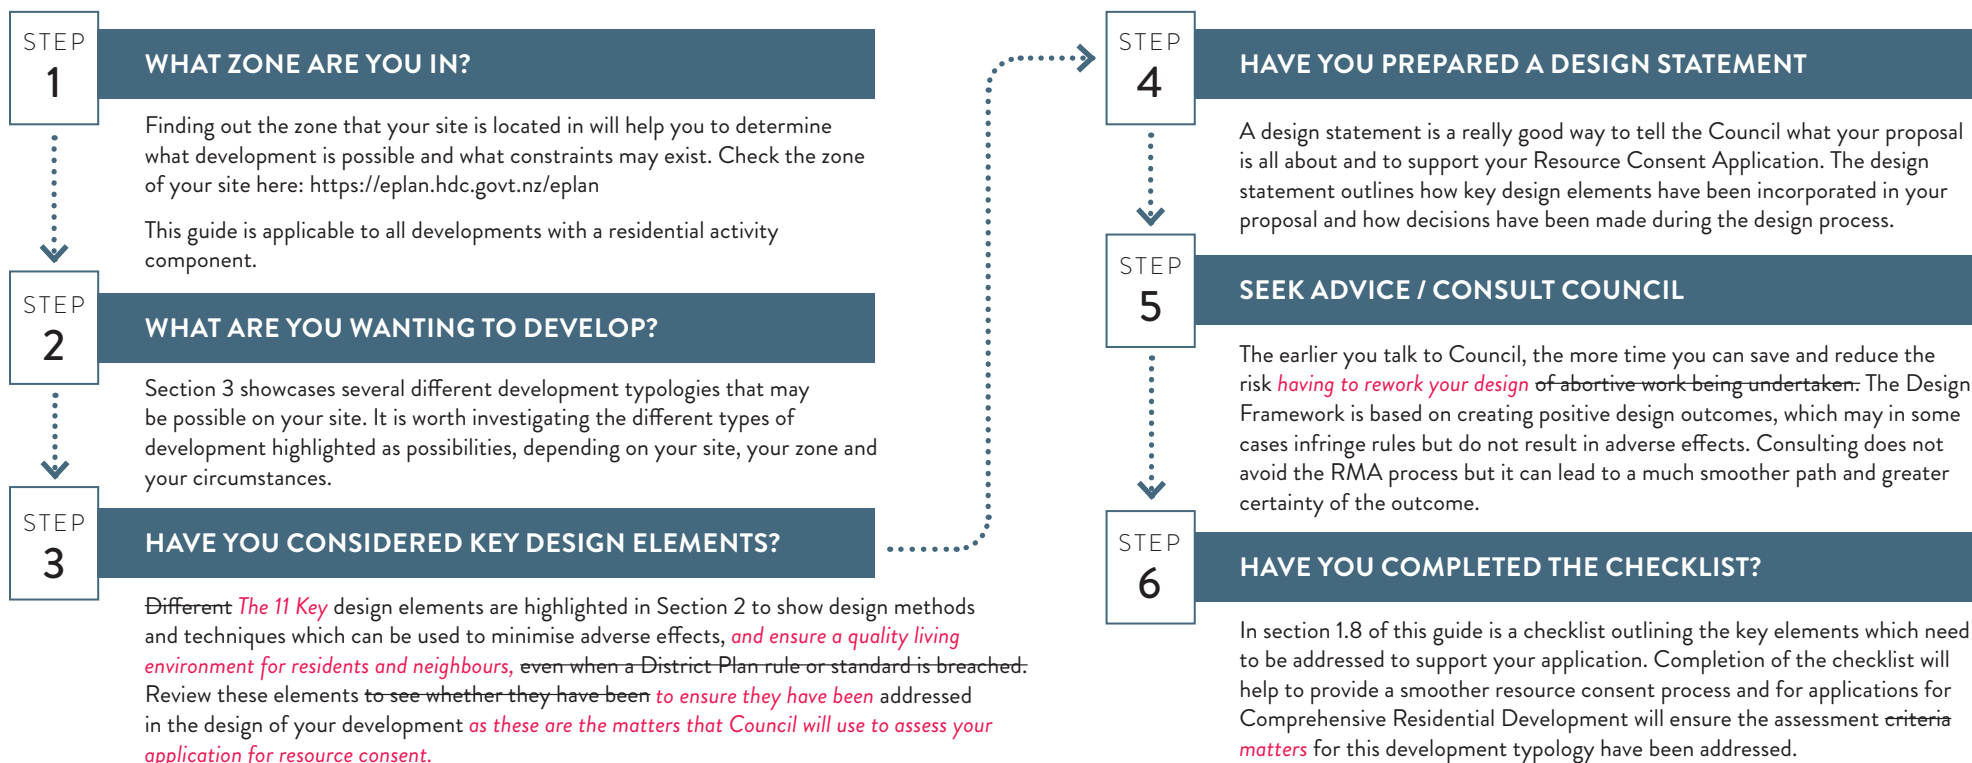 STEP
1
WHAT ZONE ARE YOU IN?
Finding out the zone that your site is located in will help you to determine
what development is possible and what constraints may exist. Check the zone
of your site here: https://eplan.hdc.govt.nz/eplan
This guide is applicable to all developments with a residential activity
component.
STEP
2
WHAT ARE YOU WANTING TO DEVELOP?
Section 3 showcases several different development typologies that may
be possible on your site. It is worth investigating the different types of
development highlighted as possibilities, depending on your site, your zone and
your circumstances.
STEP
3
HAVE YOU CONSIDERED KEY DESIGN ELEMENTS?
Different The 11 Key design elements are highlighted in Section 2 to show design methods
and techniques which can be used to minimise adverse effects, and ensure a quality living
environment for residents and neighbours, even when a District Plan rule or standard is breached.
Review these elements to see whether they have been to ensure they have been addressed
in the design of your development as these are the matters that Council will use to assess your
application for resource consent.
STEP
4
HAVE YOU PREPARED A DESIGN STATEMENT
A design statement is a really good way to tell the Council what your proposal
is all about and to support your Resource Consent Application. The design
statement outlines how key design elements have been incorporated in your
proposal and how decisions have been made during the design process.
STEP
5
SEEK ADVICE / CONSULT COUNCIL
The earlier you talk to Council, the more time you can save and reduce the
risk having to rework your design of abortive work being undertaken. The Design
Framework is based on creating positive design outcomes, which may in some
cases infringe rules but do not result in adverse effects. Consulting does not
avoid the RMA process but it can lead to a much smoother path and greater
certainty of the outcome.
STEP
6
HAVE YOU COMPLETED THE CHECKLIST?
In section 1.8 of this guide is a checklist outlining the key elements which need
to be addressed to support your application. Completion of the checklist will
help to provide a smoother resource consent process and for applications for
Comprehensive Residential Development will ensure the assessment criteria
matters for this development typology have been addressed.